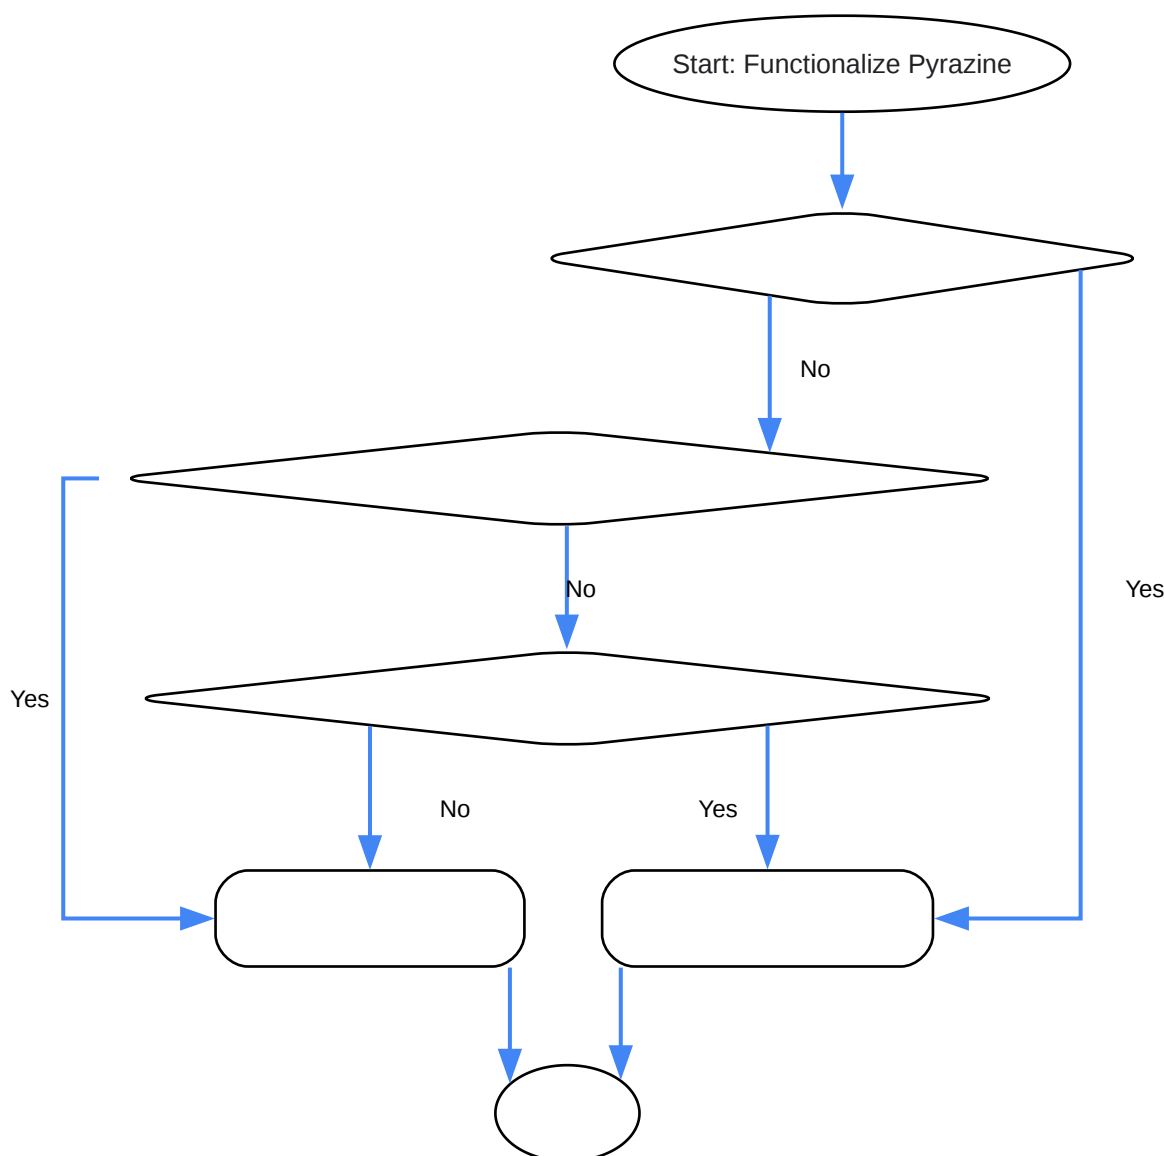 Start: Functionalize Pyrazine
No
No
Yes
Yes
No
Yes